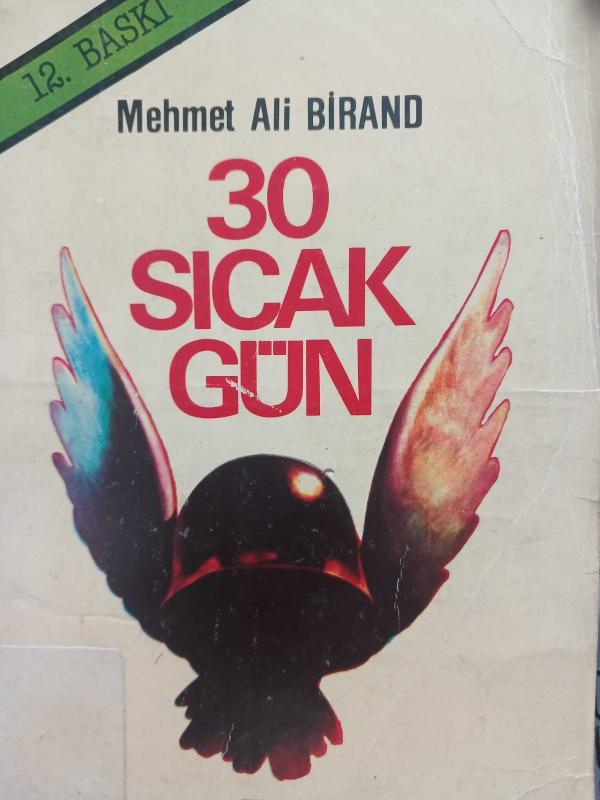 12. BASKI
Mehmet Ali BİRAND
30
SICAK
GÜN